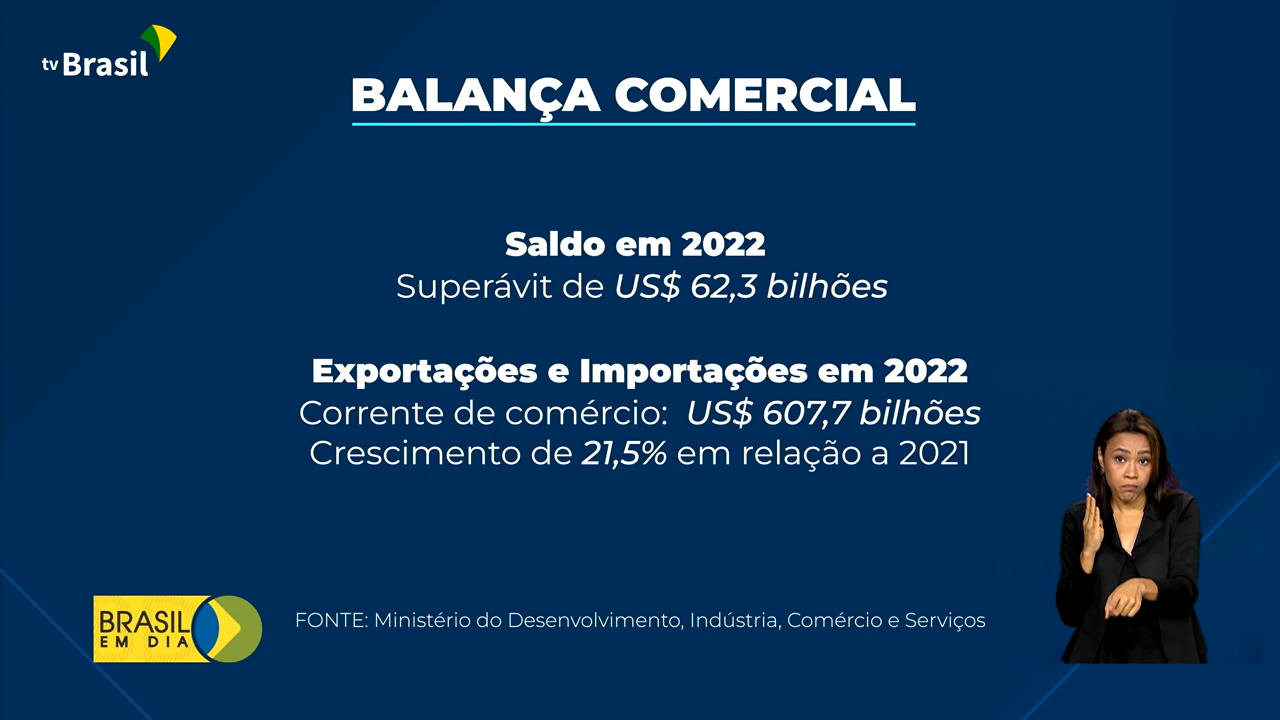 tv Brasil
BALANÇA COMERCIAL
Saldo em 2022
Superávit de US$ 62,3 bilhões
Exportações e Importações em 2022
Corrente de comércio: US$ 607,7 bilhões
Crescimento de 21,5% em relação a 2021
BRASIL
EM DIA
FONTE: Ministério do Desenvolvimento, Indústria, Comércio e Serviços